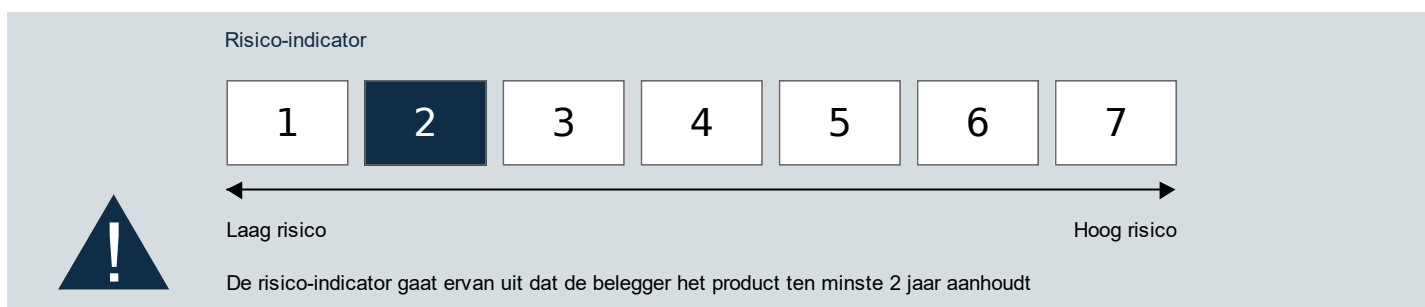 Risico-indicator
1 2 3 4 5 6 7
Laag risico Hoog risico
!
De risico-indicator gaat ervan uit dat de belegger het product ten minste 2 jaar aanhoudt